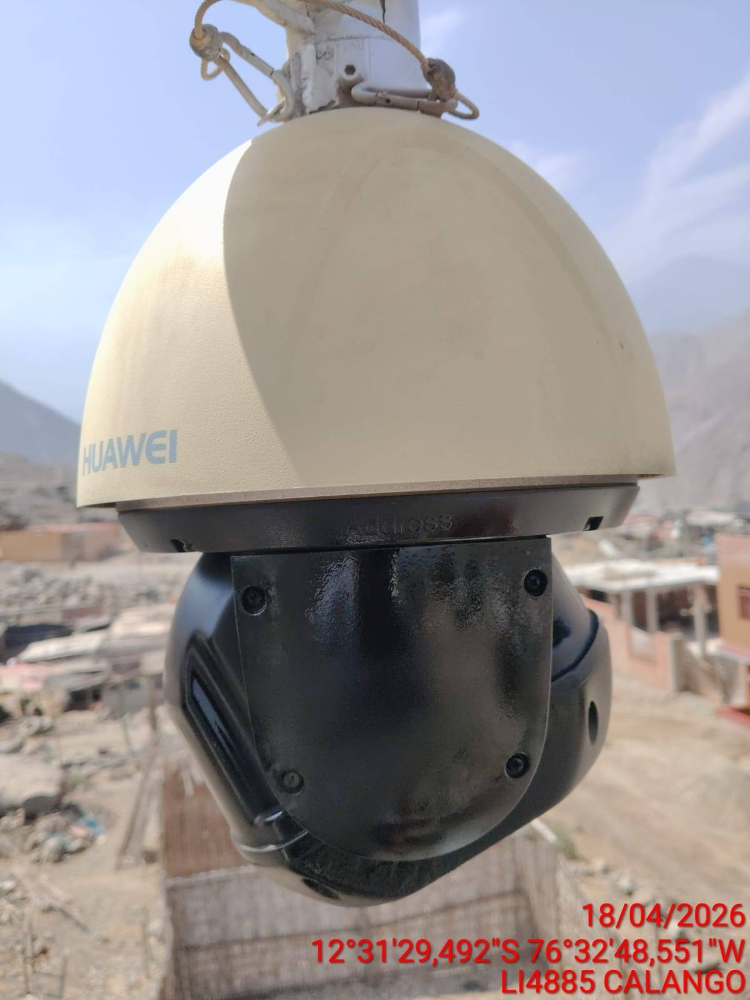 HUAWEI
Address
18/04/2026
12°31'29,492"S 76°32'48,551"W
LI4885 CALANGO